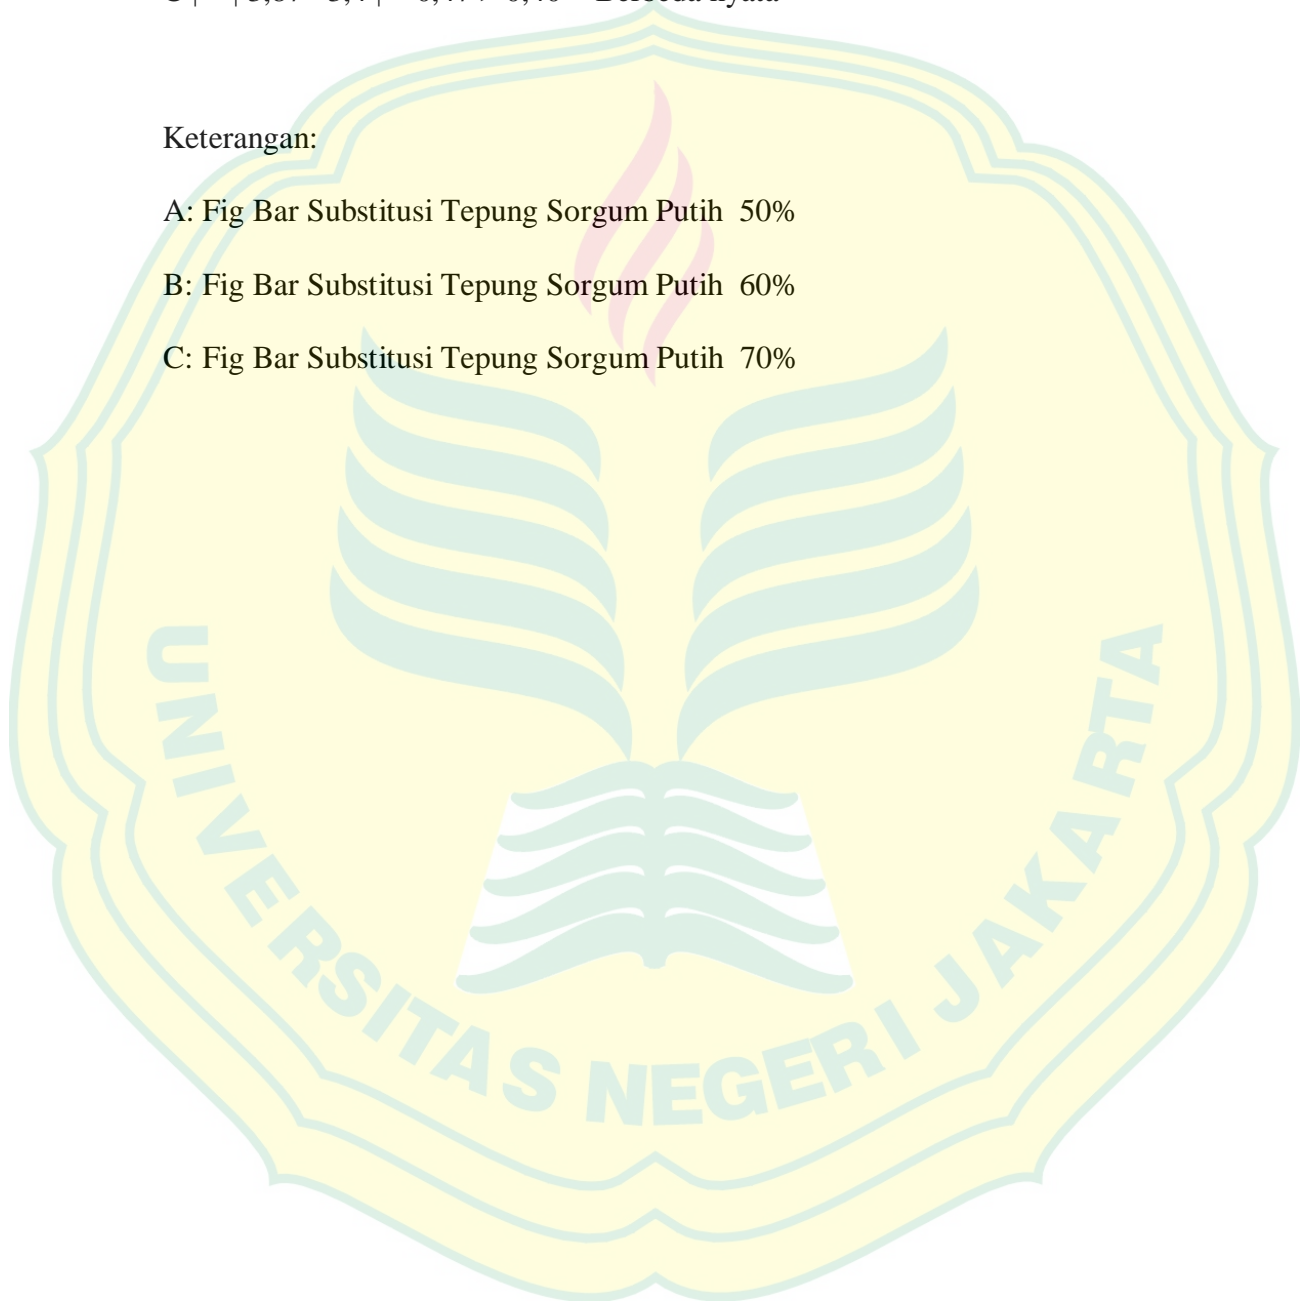 Keterangan:
A: Fig Bar Substitusi Tepung Sorgum Putih 50%
B: Fig Bar Substitusi Tepung Sorgum Putih 60%
C: Fig Bar Substitusi Tepung Sorgum Putih 70%
UNIVERSITAS NEGERI JAKARTA